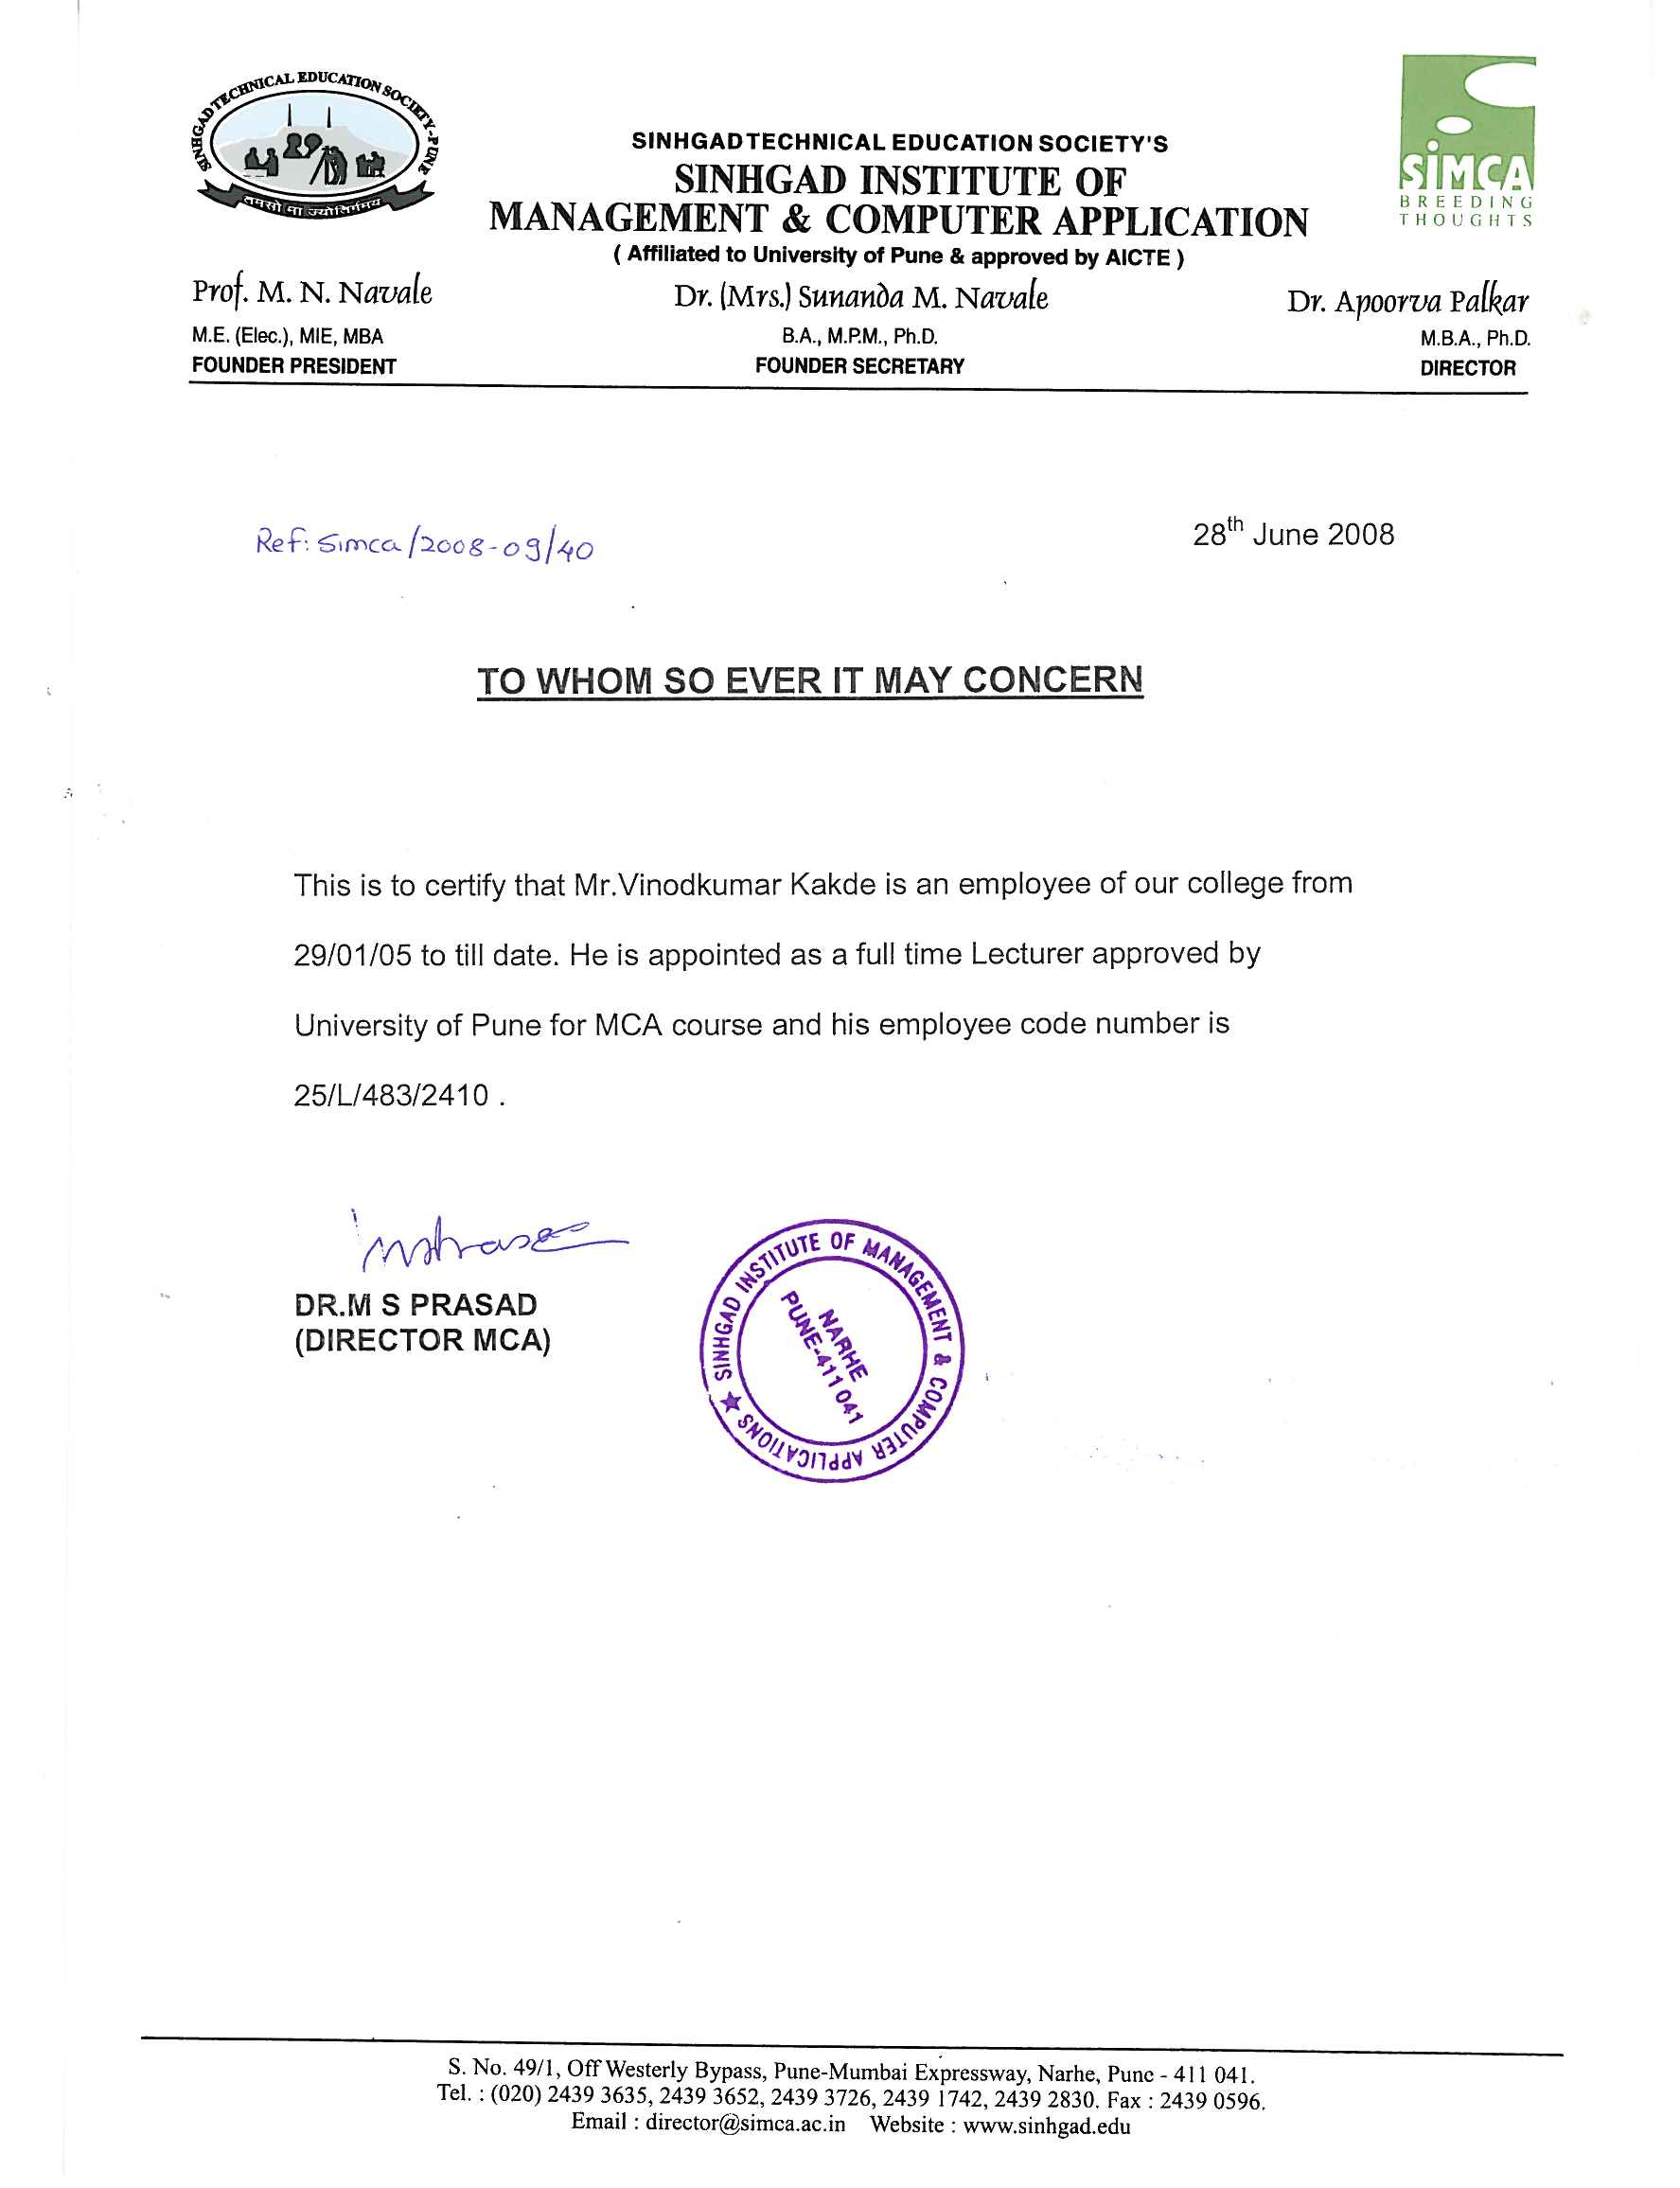 SINHGAD TECHNICAL EDUCATION SOCIETY-PUNE
तमसो मा ज्योतिर्गमय
SiMCA
BREEDING
THOUGHTS
SINHGAD TECHNICAL EDUCATION SOCIETY'S
SINHGAD INSTITUTE OF
MANAGEMENT & COMPUTER APPLICATION
( Affiliated to University of Pune & approved by AICTE )
Prof. M. N. Navale
M.E. (Elec.), MIE, MBA
FOUNDER PRESIDENT
Dr. (Mrs.) Sunanda M. Navale
B.A., M.P.M., Ph.D.
FOUNDER SECRETARY
Dr. Apoorva Palkar
M.B.A., Ph.D.
DIRECTOR
Ref: Simca/2008-09/40
28th June 2008
TO WHOM SO EVER IT MAY CONCERN
This is to certify that Mr.Vinodkumar Kakde is an employee of our college from
29/01/05 to till date. He is appointed as a full time Lecturer approved by
University of Pune for MCA course and his employee code number is
25/L/483/2410 .
DR.M S PRASAD
(DIRECTOR MCA)
SINHGAD INSTITUTE OF MANAGEMENT & COMPUTER APPLICATIONS ★
NARHE
PUNE-411 041
S. No. 49/1, Off Westerly Bypass, Pune-Mumbai Expressway, Narhe, Pune - 411 041.
Tel. : (020) 2439 3635, 2439 3652, 2439 3726, 2439 1742, 2439 2830. Fax : 2439 0596.
Email : director@simca.ac.in Website : www.sinhgad.edu